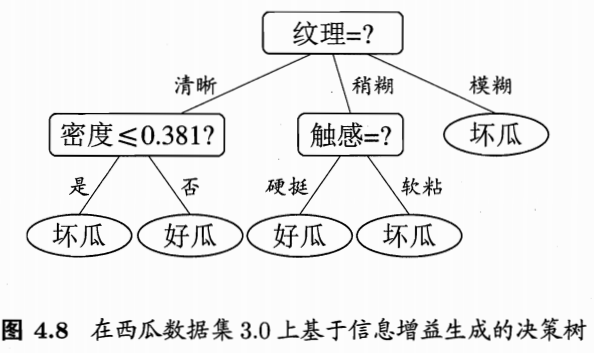 纹理=?
清晰 稍糊 模糊
密度≤0.381? 触感=? 坏瓜
是 否 硬挺 软粘
坏瓜 好瓜 好瓜 坏瓜
图 4.8 在西瓜数据集3.0上基于信息增益生成的决策树